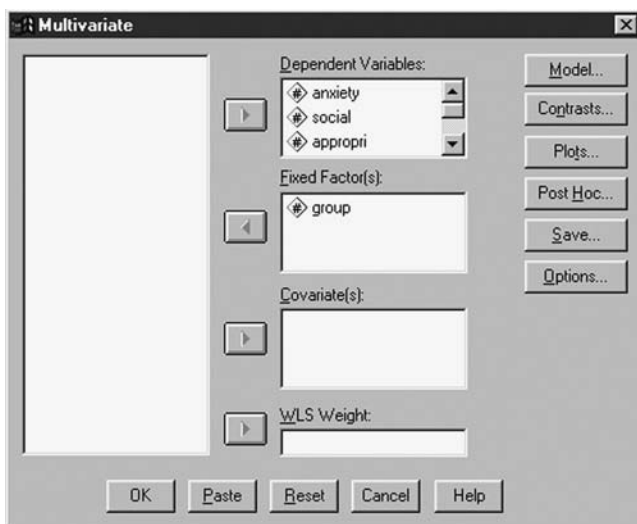 Multivariate
Dependent Variables:
# anxiety
# social
# appropri
Fixed Factor(s):
# group
Covariate(s):
WLS Weight:
Model...
Contrasts...
Plots...
Post Hoc...
Save...
Options...
OK
Paste
Reset
Cancel
Help